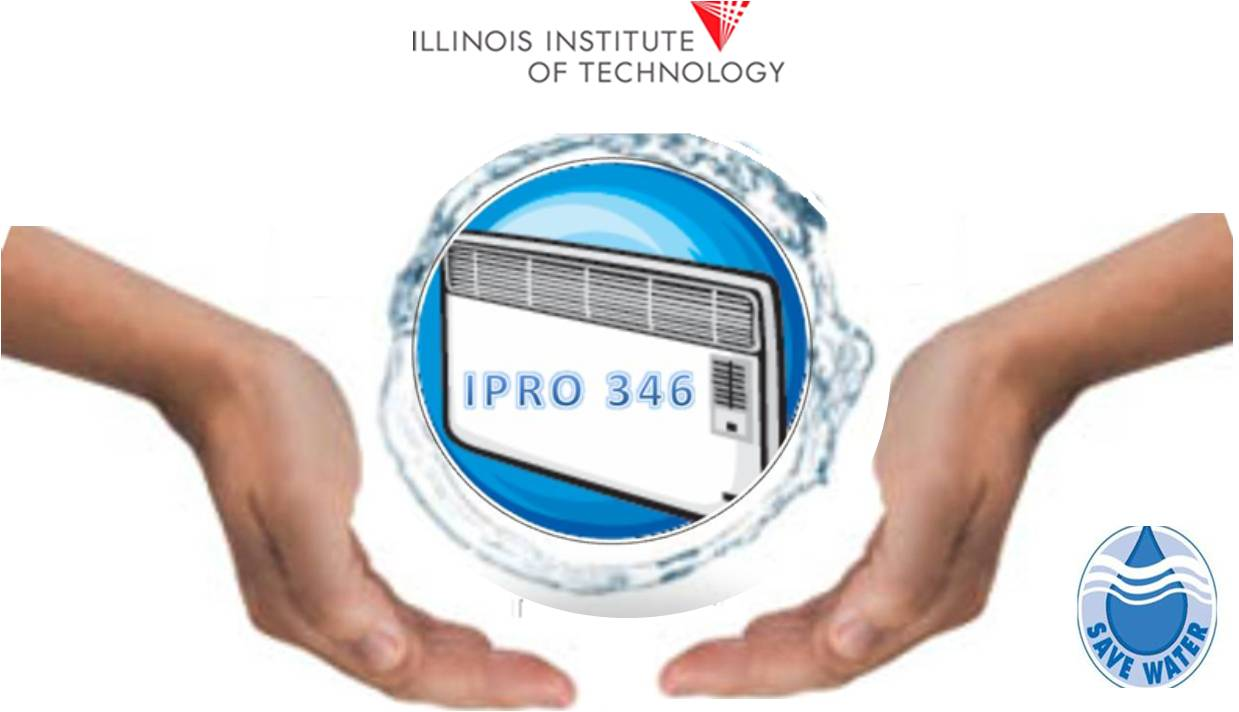 ILLINOIS INSTITUTE
OF TECHNOLOGY
IPRO 346
SAVE WATER